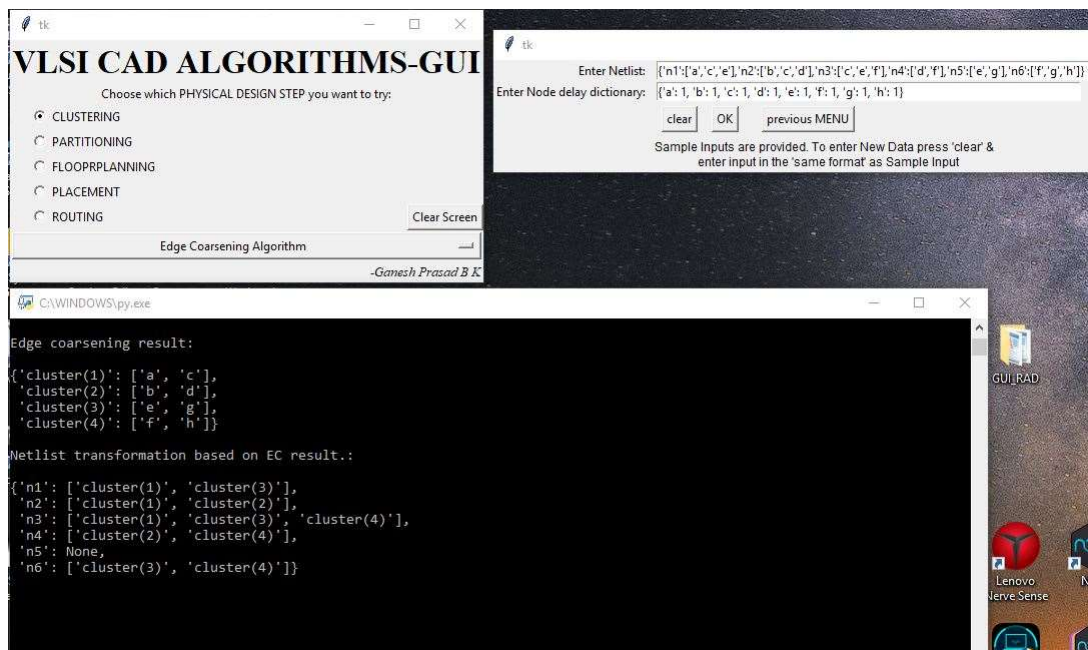 tk
VLSI CAD ALGORITHMS-GUI
Choose which PHYSICAL DESIGN STEP you want to try:
CLUSTERING
PARTITIONING
FLOOPRPLANNING
PLACEMENT
ROUTING
Clear Screen
Edge Coarsening Algorithm
-Ganesh Prasad B K
tk
Enter Netlist: {'n1':['a','c','e'],'n2':['b','c','d'],'n3':['c','e','f'],'n4':['d','f'],'n5':['e','g'],'n6':['f','g','h']}
Enter Node delay dictionary: {'a': 1, 'b': 1, 'c': 1, 'd': 1, 'e': 1, 'f': 1, 'g': 1, 'h': 1}
clear OK previous MENU
Sample Inputs are provided. To enter New Data press 'clear' &
enter input in the 'same format' as Sample Input
C:\WINDOWS\py.exe
Edge coarsening result:
{'cluster(1)': ['a', 'c'],
'cluster(2)': ['b', 'd'],
'cluster(3)': ['e', 'g'],
'cluster(4)': ['f', 'h']}
Netlist transformation based on EC result.:
{'n1': ['cluster(1)', 'cluster(3)'],
'n2': ['cluster(1)', 'cluster(2)'],
'n3': ['cluster(1)', 'cluster(3)', 'cluster(4)'],
'n4': ['cluster(2)', 'cluster(4)'],
'n5': None,
'n6': ['cluster(3)', 'cluster(4)']}
GUI_RAD
Lenovo
Nerve Sense